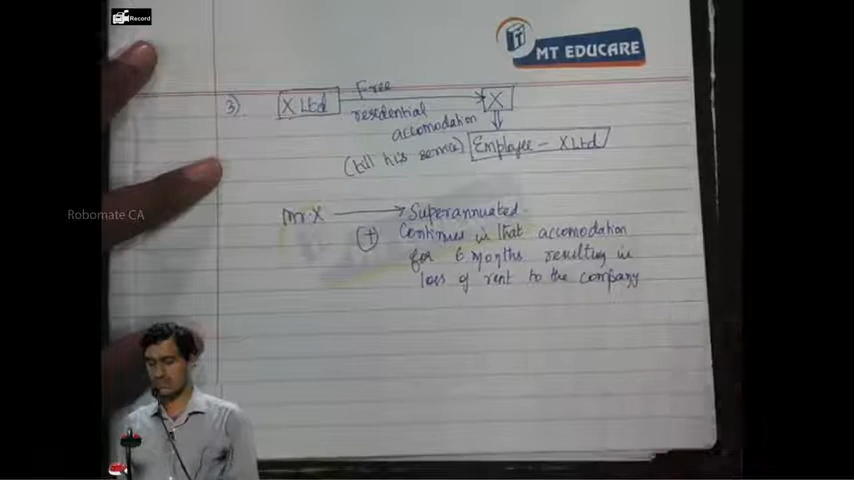 Record
MT EDUCARE
3) X Ltd Free X
residential
accomodation
(till his service) Employee - X Ltd
Robomate CA
Mr. X Superannuated
+ Continues in that accomodation
for 6 months resulting in
loss of rent to the company